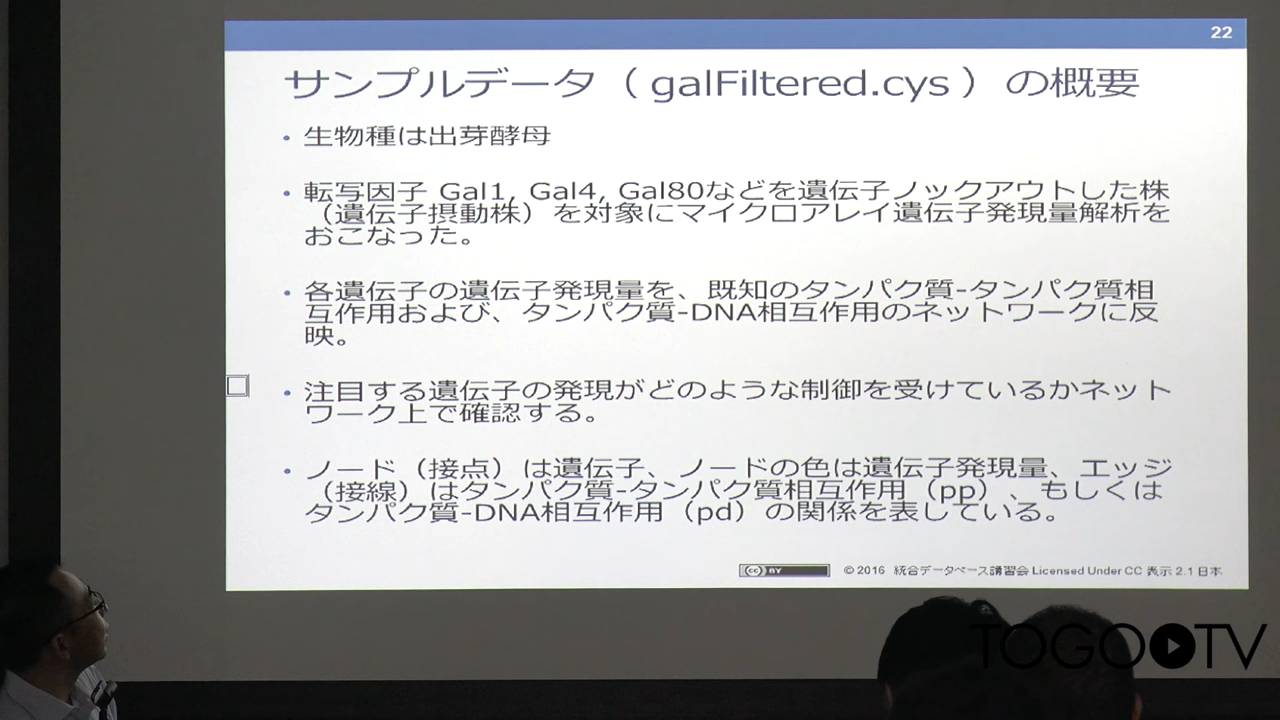 22
サンプルデータ（galFiltered.cys）の概要
・生物種は出芽酵母
・転写因子 Gal1, Gal4, Gal80などを遺伝子ノックアウトした株
（遺伝子摂動株）を対象にマイクロアレイ遺伝子発現量解析を
おこなった。
・各遺伝子の遺伝子発現量を、既知のタンパク質-タンパク質相
互作用および、タンパク質-DNA相互作用のネットワークに反
映。
・注目する遺伝子の発現がどのような制御を受けているかネット
ワーク上で確認する。
・ノード（接点）は遺伝子、ノードの色は遺伝子発現量、エッジ
（接線）はタンパク質-タンパク質相互作用（pp）、もしくは
タンパク質-DNA相互作用（pd）の関係を表している。
cc BY © 2016 統合データベース講習会 Licensed Under CC 表示 2.1 日本
TOGO TV